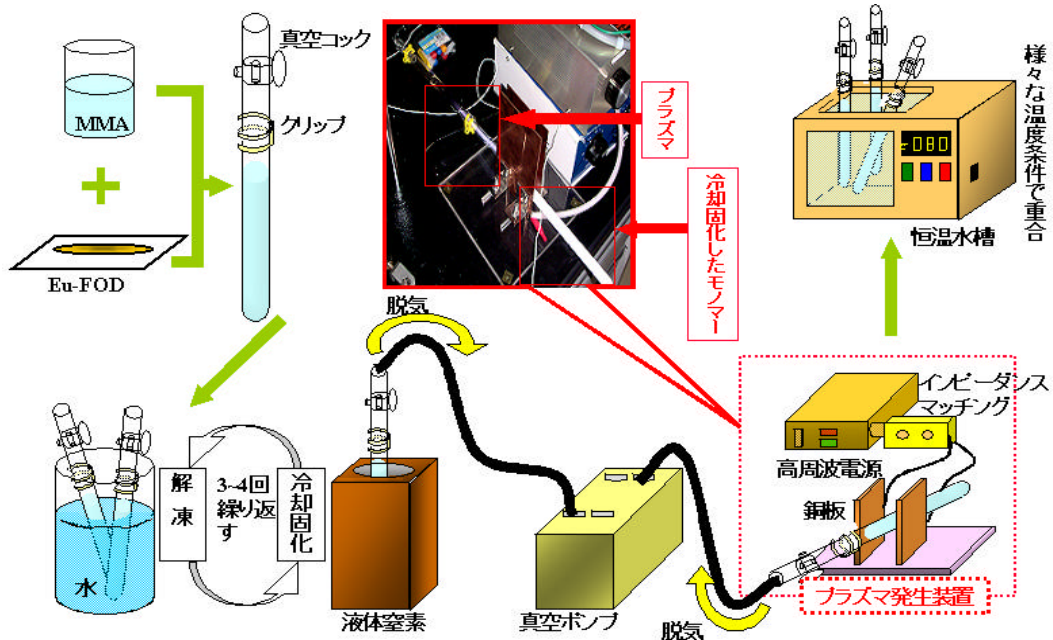 真空コック
MMA
クリップ
Eu-FOD
プラズマ
冷却固化したモノマー
-080
様々な温度条件で重合
恒温水槽
脱気
水
解凍
3~4回
繰り返
す
冷却固化
液体窒素
真空ポンプ
脱気
インピーダンス
マッチング
高周波電源
銅板
プラズマ発生装置